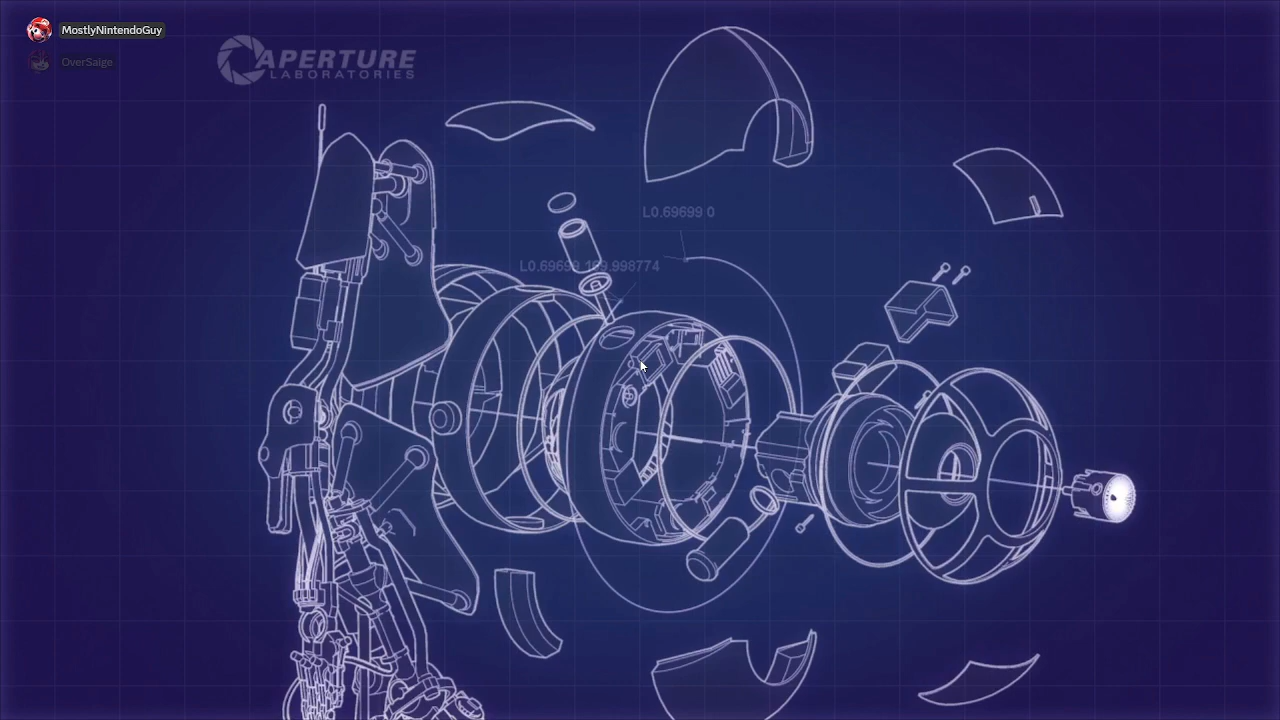 MostlyNintendoGuy
OverSaige
APERTURE
LABORATORIES
L0.69699 0